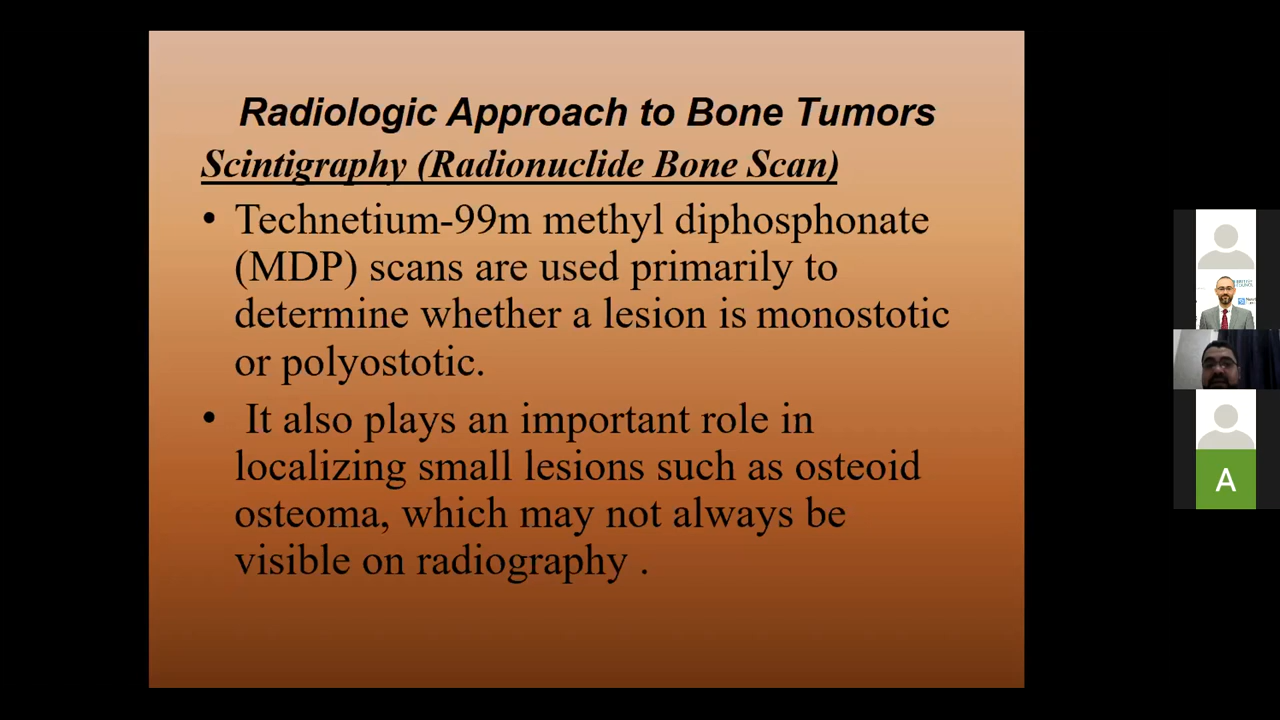 Radiologic Approach to Bone Tumors
Scintigraphy (Radionuclide Bone Scan)
• Technetium-99m methyl diphosphonate
(MDP) scans are used primarily to
determine whether a lesion is monostotic
or polyostotic.
• It also plays an important role in
localizing small lesions such as osteoid
osteoma, which may not always be
visible on radiography .
A